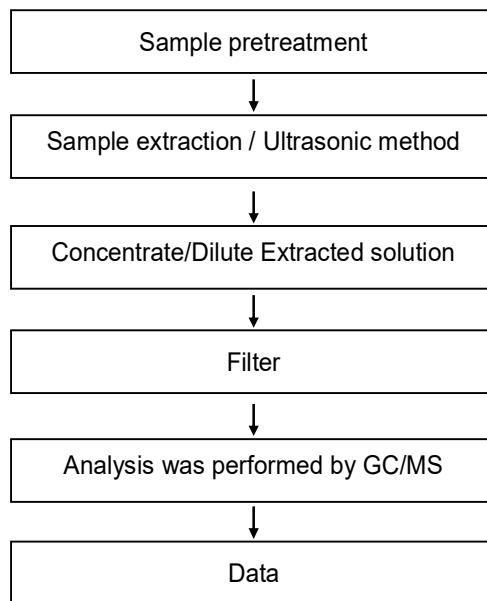 Sample pretreatment
Sample extraction / Ultrasonic method
Concentrate/Dilute Extracted solution
Filter
Analysis was performed by GC/MS
Data